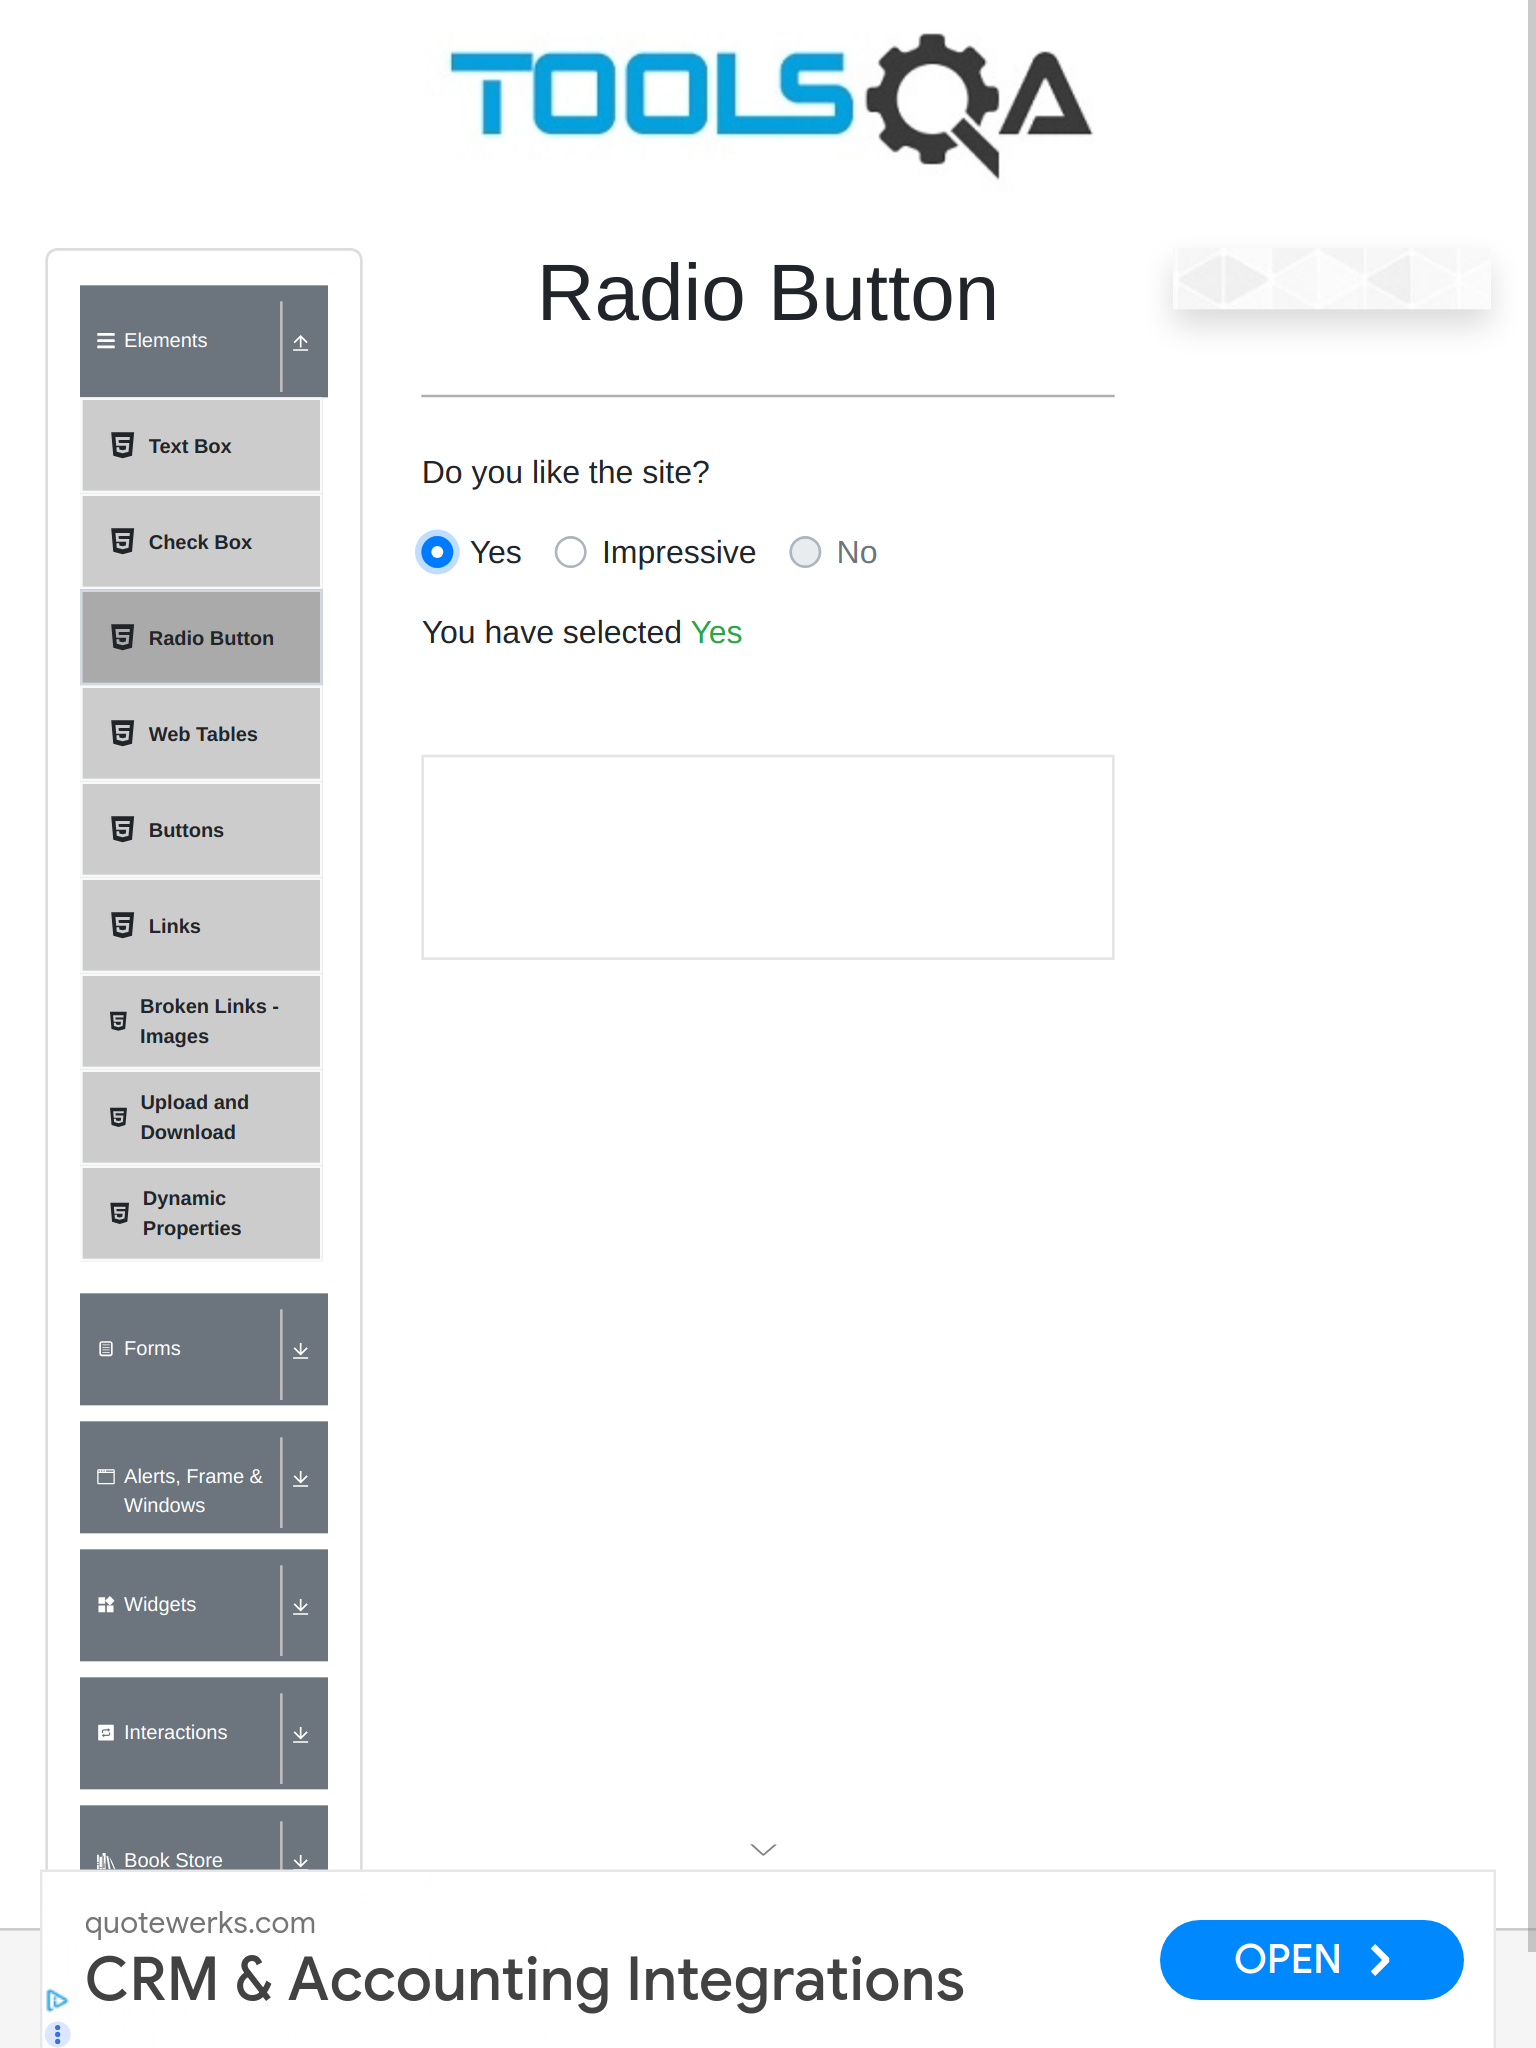 TOOLSQA
Radio Button
Elements
Text Box
Check Box
Radio Button
Web Tables
Buttons
Links
Broken Links -
Images
Upload and
Download
Dynamic
Properties
Forms
Alerts, Frame &
Windows
Widgets
Interactions
Book Store
Do you like the site?
Yes Impressive No
You have selected Yes
quotewerks.com
CRM & Accounting Integrations
OPEN